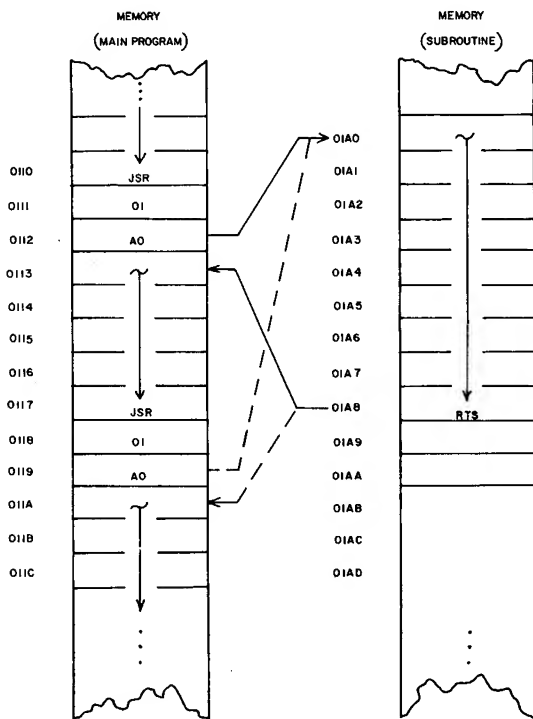 MEMORY
(MAIN PROGRAM)
0110
JSR
0111
01
0112
A0
0113
0114
0115
0116
0117
JSR
0118
01
0119
A0
011A
011B
011C
MEMORY
(SUBROUTINE)
01A0
01A1
01A2
01A3
01A4
01A5
01A6
01A7
01A8
RTS
01A9
01AA
01AB
01AC
01AD